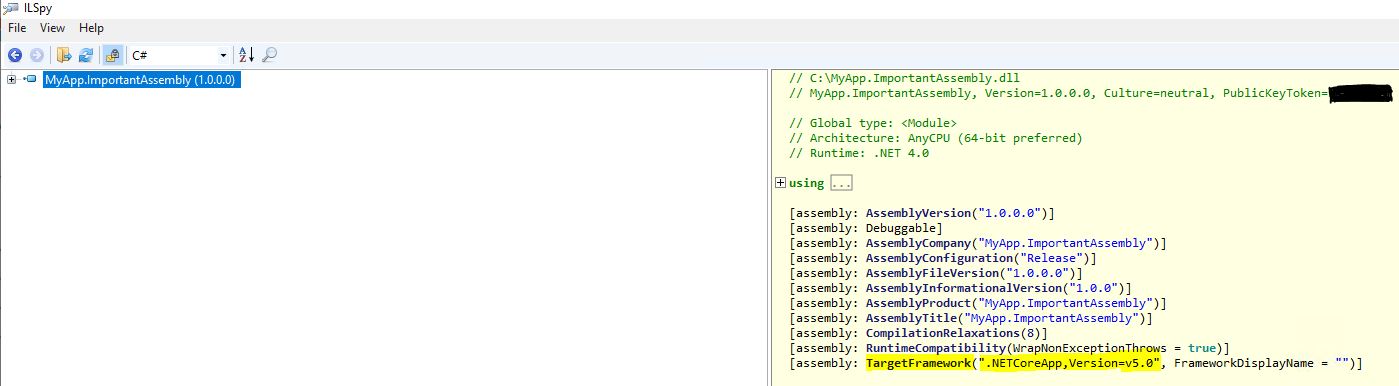 ILSpy
File View Help
C#
MyApp.ImportantAssembly (1.0.0.0)
// C:\MyApp.ImportantAssembly.dll
// MyApp.ImportantAssembly, Version=1.0.0.0, Culture=neutral, PublicKeyToken=
// Global type: <Module>
// Architecture: AnyCPU (64-bit preferred)
// Runtime: .NET 4.0
using ...
[assembly: AssemblyVersion("1.0.0.0")]
[assembly: Debuggable]
[assembly: AssemblyCompany("MyApp.ImportantAssembly")]
[assembly: AssemblyConfiguration("Release")]
[assembly: AssemblyFileVersion("1.0.0.0")]
[assembly: AssemblyInformationalVersion("1.0.0")]
[assembly: AssemblyProduct("MyApp.ImportantAssembly")]
[assembly: AssemblyTitle("MyApp.ImportantAssembly")]
[assembly: CompilationRelaxations(8)]
[assembly: RuntimeCompatibility(WrapNonExceptionThrows = true)]
[assembly: TargetFramework(".NETCoreApp,Version=v5.0", FrameworkDisplayName = "")]